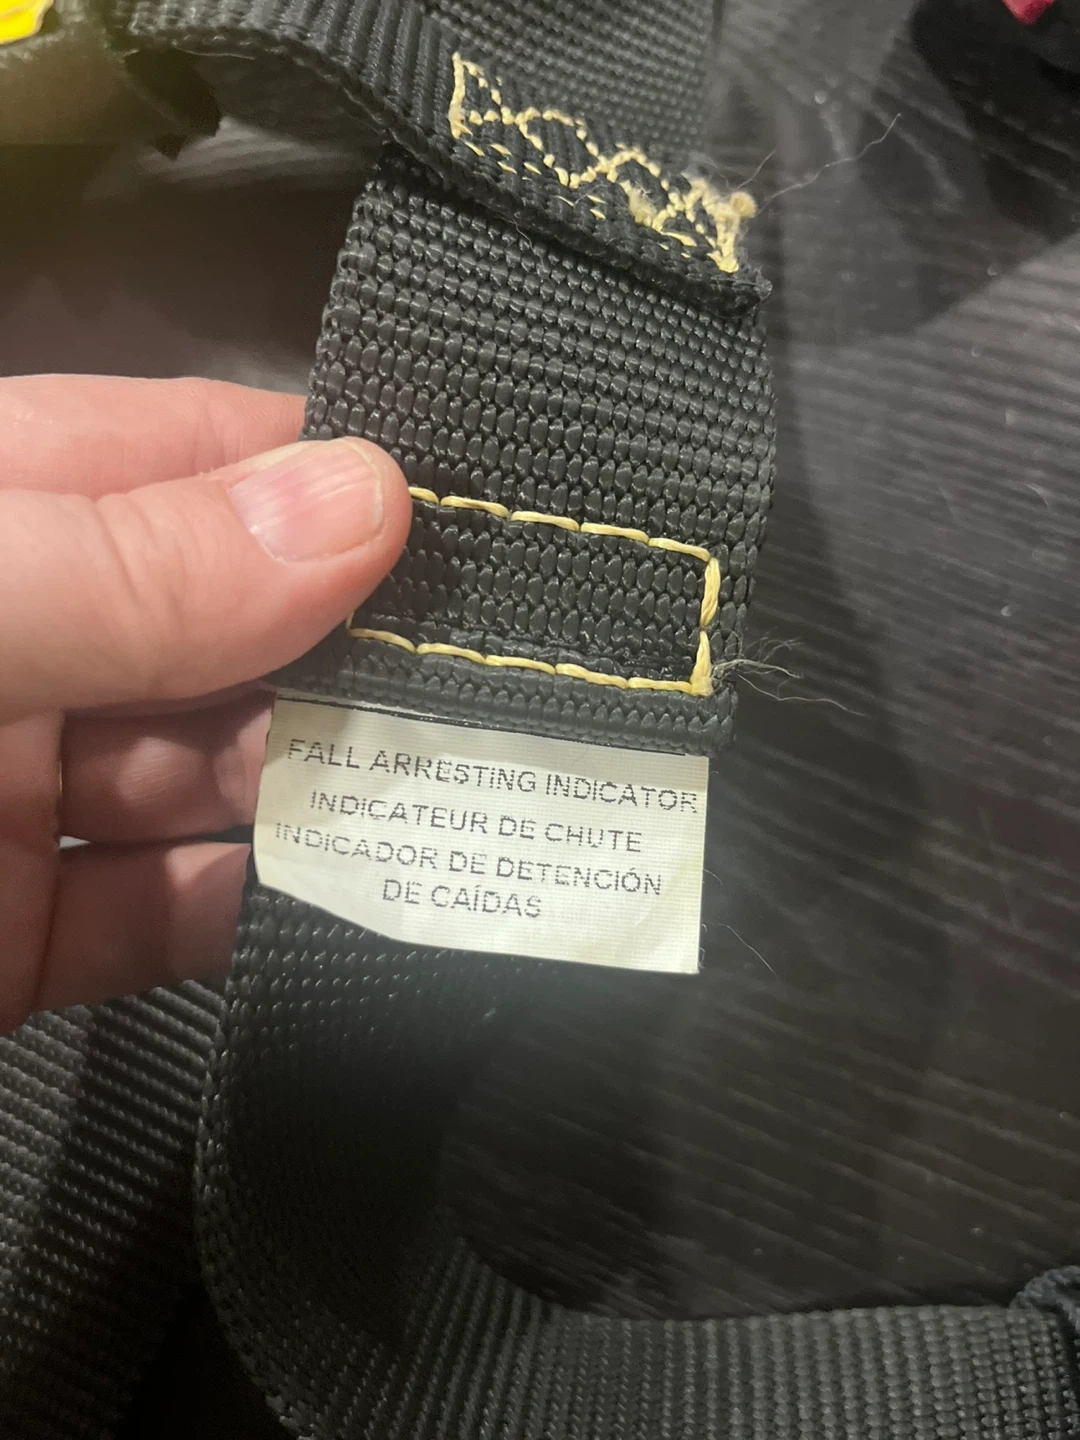 FALL ARRESTING INDICATOR
INDICATEUR DE CHUTE
INDICADOR DE DETENCIÓN
DE CAÍDAS